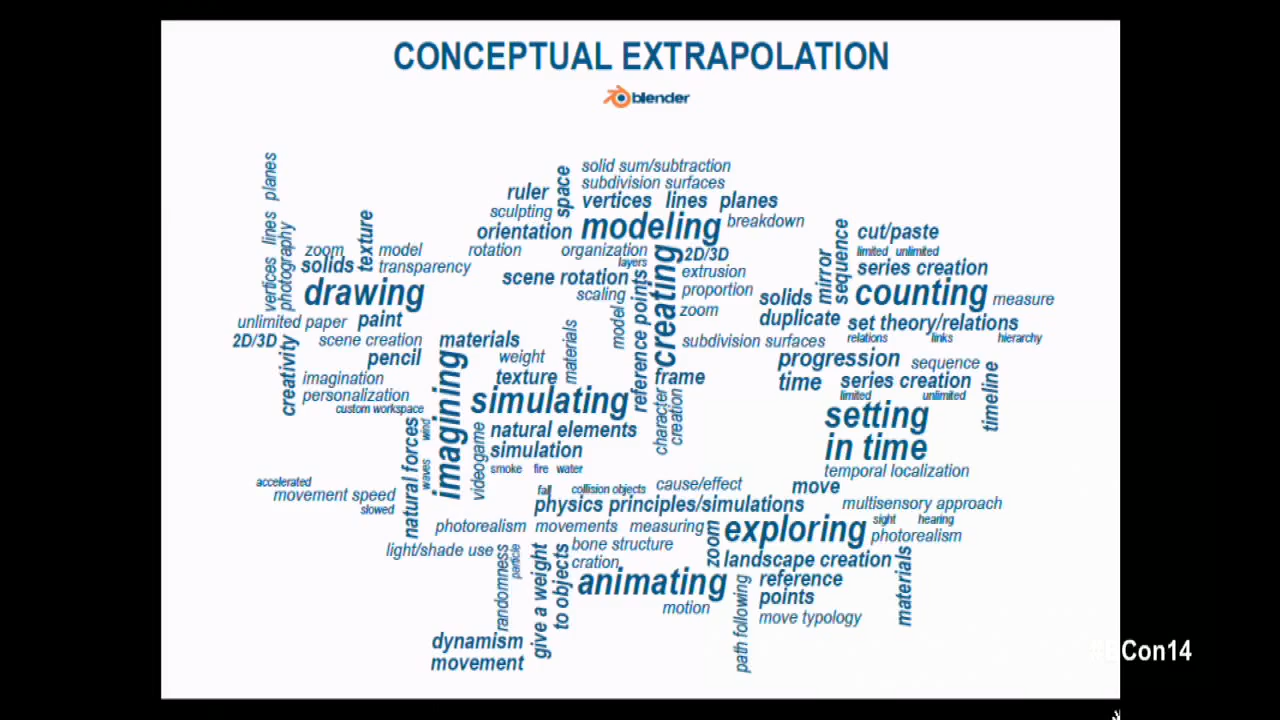 CONCEPTUAL EXTRAPOLATION
blender
planes
lines
vertices
photography
texture
zoom
model
solids
transparency
drawing
unlimited paper
paint
2D/3D
scene creation
pencil
creativity
imagination
personalization
custom workspace
ruler
space
solid sum/subtraction
subdivision surfaces
vertices lines planes
sculpting
modeling
breakdown
orientation
rotation
organization
layers
2D/3D
scene rotation
extrusion
scaling
proportion
reference points
creating
zoom
model
subdivision surfaces
frame
character
creation
mirror
sequence
cut/paste
limited unlimited
series creation
solids
counting
measure
duplicate
set theory/relations
relations links hierarchy
progression
sequence
time
series creation
limited unlimited
timeline
setting
in time
temporal localization
materials
weight
materials
texture
imagining
simulating
natural elements
simulation
smoke fire water
videogame
natural forces
wind
waves
accelerated
movement speed
slowed
fall
collision objects
cause/effect
move
physics principles/simulations
multisensory approach
photorealism
movements
measuring
zoom
exploring
sight hearing
photorealism
light/shade use
bone structure
cration
landscape creation
randomness
particle
give a weight
to objects
animating
motion
reference
points
materials
path following
move typology
dynamism
movement
#BCon14